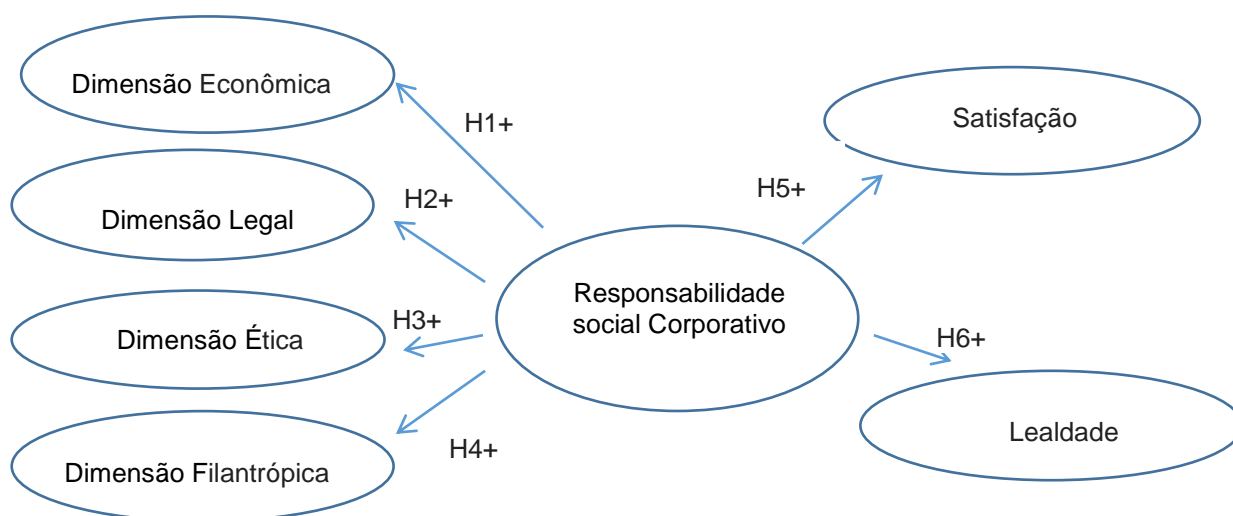 Dimensão Econômica
H1+
Dimensão Legal
H2+
Dimensão Ética
H3+
Dimensão Filantrópica
H4+
Responsabilidade
social Corporativo
H5+
Satisfação
H6+
Lealdade